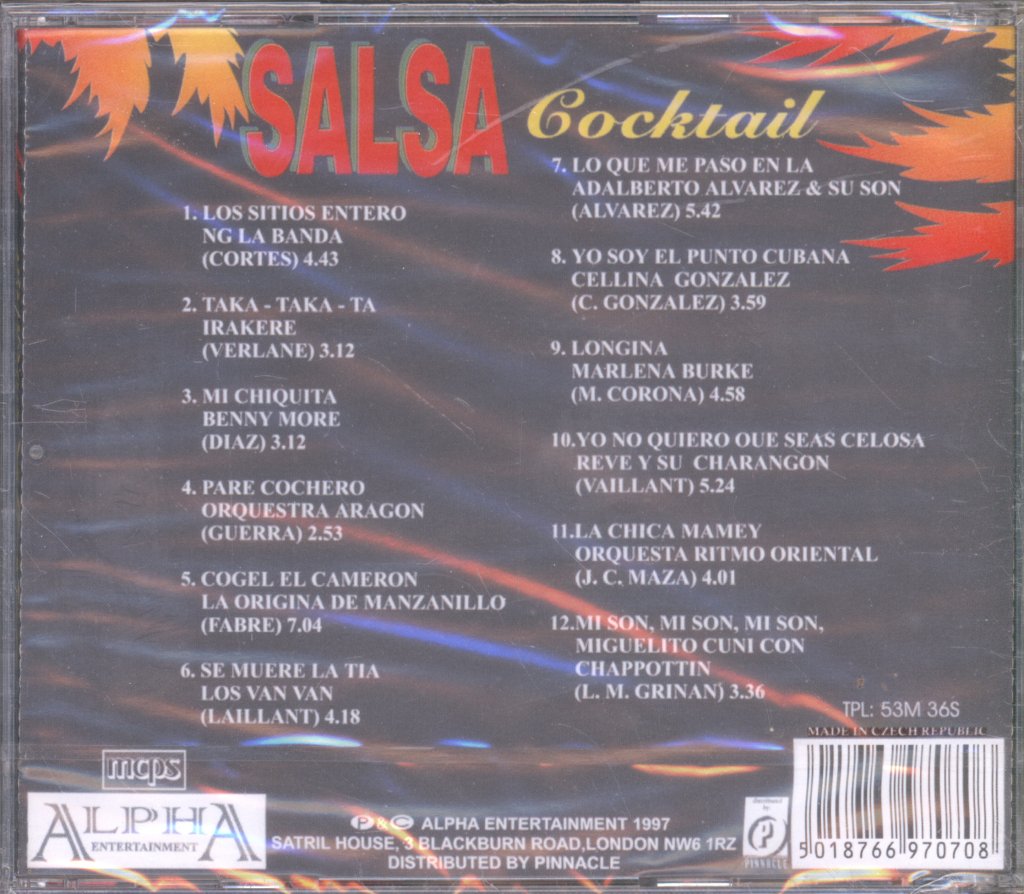 SALSA Cocktail
1. LOS SITIOS ENTERO
NG LA BANDA
(CORTES) 4.43
2. TAKA - TAKA - TA
IRAKERE
(VERLANE) 3.12
3. MI CHIQUITA
BENNY MORE
(DIAZ) 3.12
4. PARE COCHERO
ORQUESTRA ARAGON
(GUERRA) 2.53
5. COGEL EL CAMERON
LA ORIGINA DE MANZANILLO
(FABRE) 7.04
6. SE MUERE LA TIA
LOS VAN VAN
(LAILLANT) 4.18
7. LO QUE ME PASO EN LA
ADALBERTO ALVAREZ & SU SON
(ALVAREZ) 5.42
8. YO SOY EL PUNTO CUBANA
CELLINA GONZALEZ
(C. GONZALEZ) 3.59
9. LONGINA
MARLENA BURKE
(M. CORONA) 4.58
10.YO NO QUIERO QUE SEAS CELOSA
REVE Y SU CHARANGON
(VAILLANT) 5.24
11.LA CHICA MAMEY
ORQUESTA RITMO ORIENTAL
(J. C. MAZA) 4.01
12.MI SON, MI SON, MI SON,
MIGUELITO CUNI CON
CHAPPOTTIN
(L. M. GRINAN) 3.36
TPL: 53M 36S
MADE IN CZECH REPUBLIC
mcps
ALPHA
ENTERTAINMENT
℗ & © ALPHA ENTERTAINMENT 1997
SATRIL HOUSE, 3 BLACKBURN ROAD,LONDON NW6 1RZ
DISTRIBUTED BY PINNACLE
distributed by
P
PINNACLE
5 018766 970708